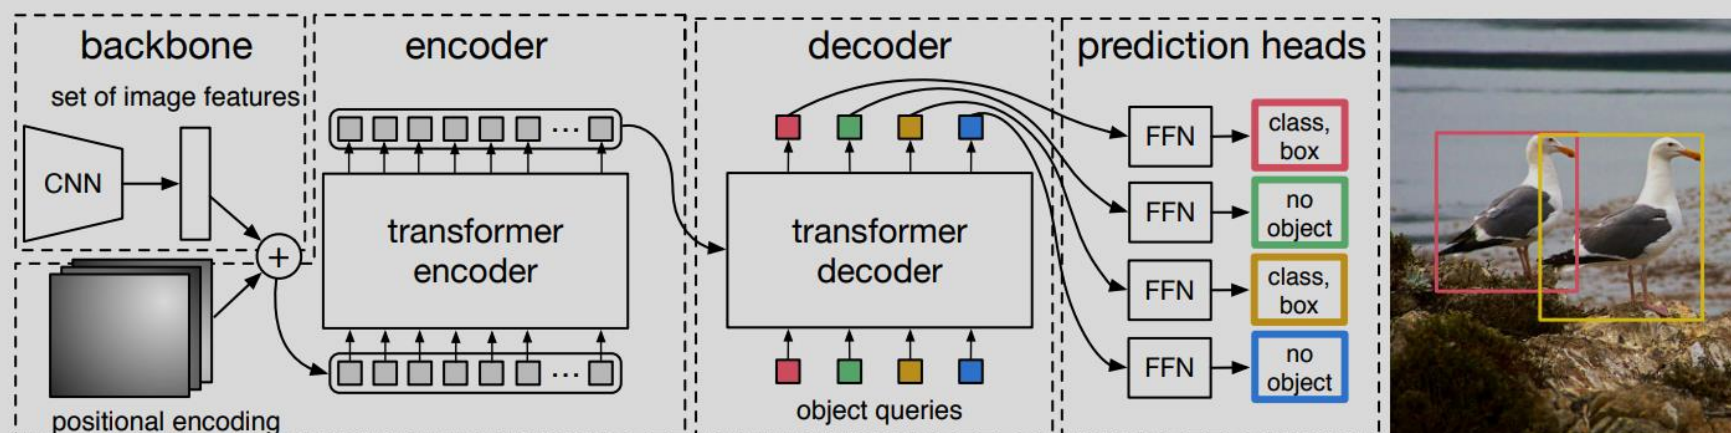 backbone
encoder
decoder
prediction heads
set of image features
CNN
+
positional encoding
...
transformer
encoder
...
transformer
decoder
object queries
FFN
class,
box
FFN
no
object
FFN
class,
box
FFN
no
object